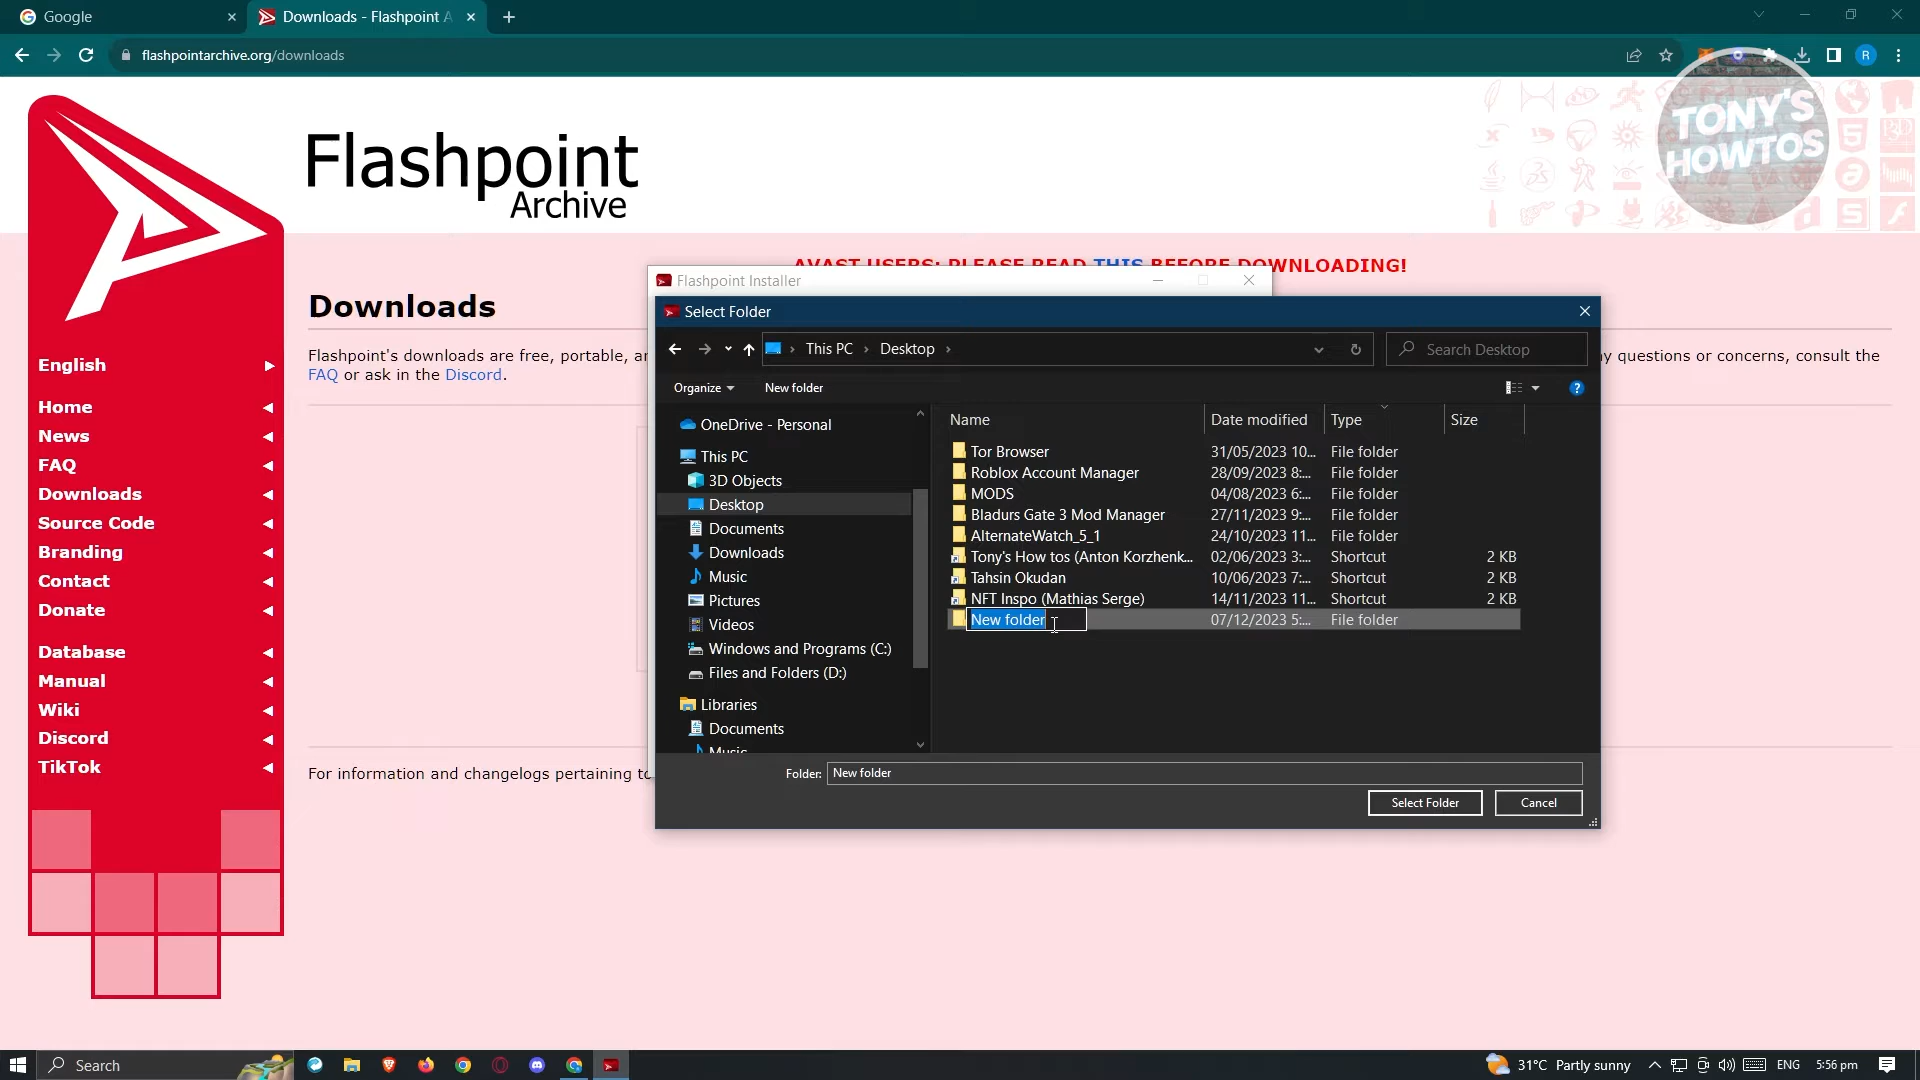 Google
Downloads - Flashpoint A
flashpointarchive.org/downloads
R
TONY'S
HOWTOS
Flashpoint
Archive
AVAST USERS: PLEASE READ THIS BEFORE DOWNLOADING!
Downloads
Flashpoint's downloads are free, portable, a
y questions or concerns, consult the
FAQ or ask in the Discord.
For information and changelogs pertaining to
English
Home
News
FAQ
Downloads
Source Code
Branding
Contact
Donate
Database
Manual
Wiki
Discord
TikTok
Flashpoint Installer
Select Folder
This PC
Desktop
Search Desktop
Organize
New folder
OneDrive - Personal
This PC
3D Objects
Desktop
Documents
Downloads
Music
Pictures
Videos
Windows and Programs (C:)
Files and Folders (D:)
Libraries
Documents
Music
Name Date modified Type Size
Tor Browser 31/05/2023 10... File folder
Roblox Account Manager 28/09/2023 8:... File folder
MODS 04/08/2023 6:... File folder
Bladurs Gate 3 Mod Manager 27/11/2023 9:... File folder
AlternateWatch_5_1 24/10/2023 11... File folder
Tony's How tos (Anton Korzhenk... 02/06/2023 3:... Shortcut 2 KB
Tahsin Okudan 10/06/2023 7:... Shortcut 2 KB
NFT Inspo (Mathias Serge) 14/11/2023 11... Shortcut 2 KB
New folder 07/12/2023 5:... File folder
Folder: New folder
Select Folder
Cancel
Search
31°C Partly sunny
ENG
5:56 pm